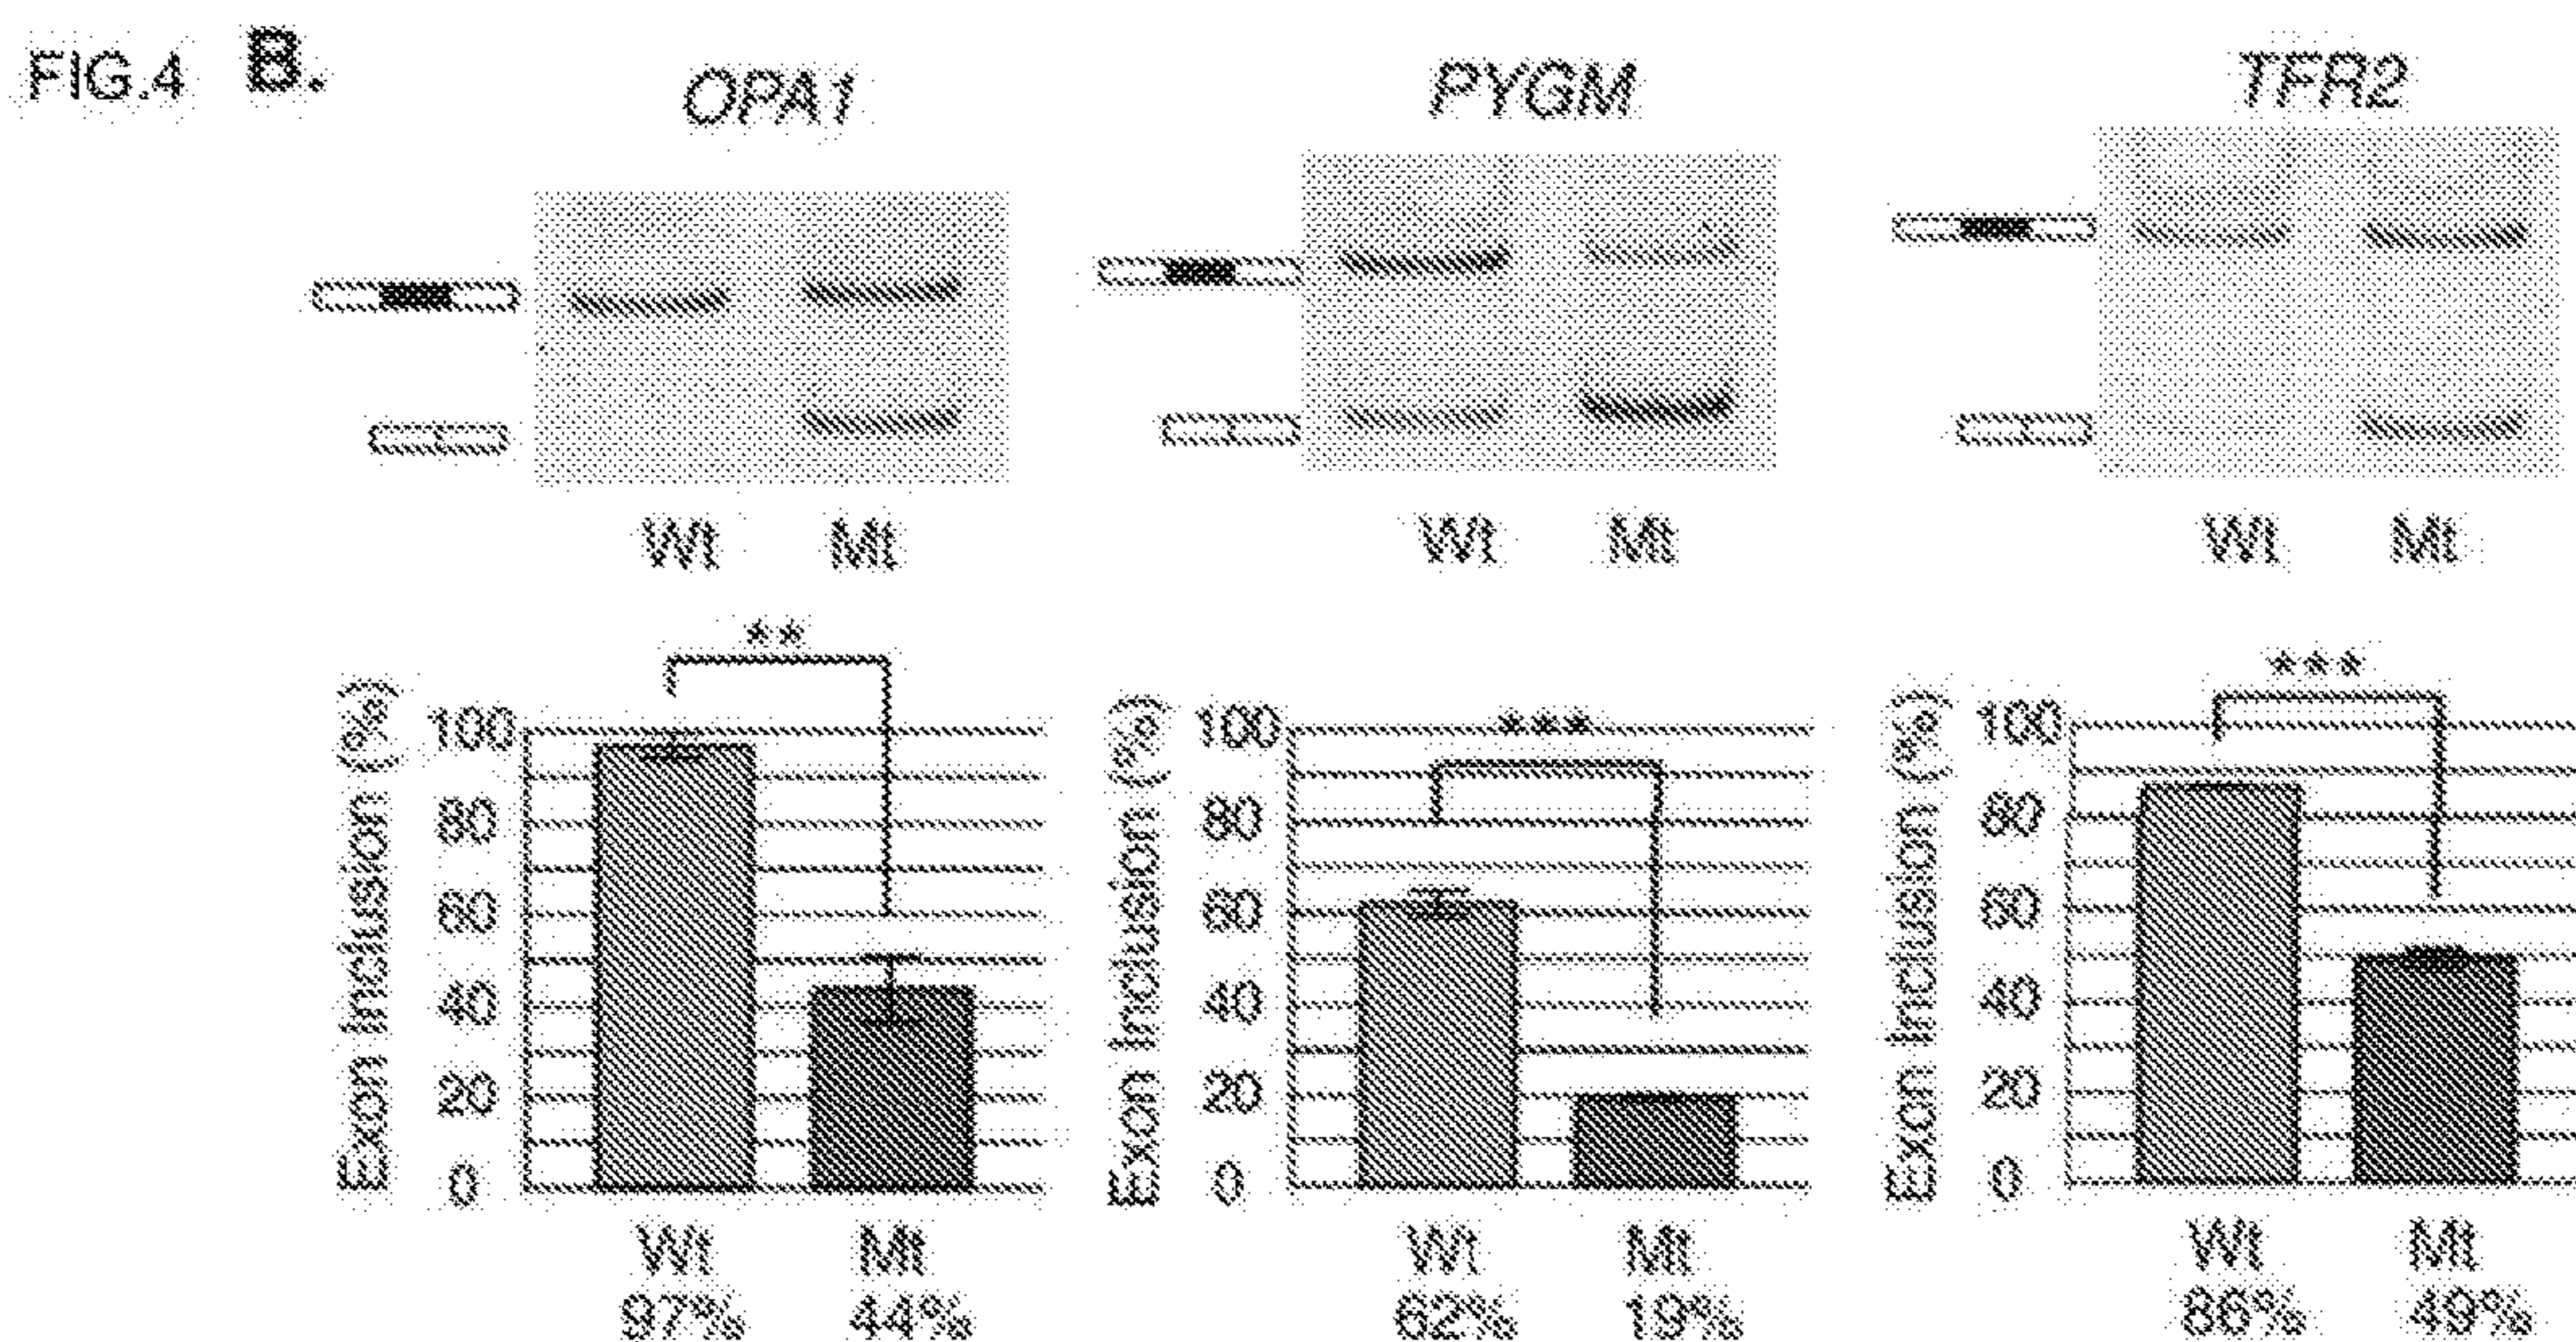 FIG.4 B.
OPA1 PYGM TFR2
Wt Mt Wt Mt Wt Mt
** *** ***
Exon Inclusion (%) Exon Inclusion (%) Exon Inclusion (%)
100 100 100
80 80 80
60 60 60
40 40 40
20 20 20
0 0 0
Wt Mt Wt Mt Wt Mt
97% 44% 62% 19% 86% 49%